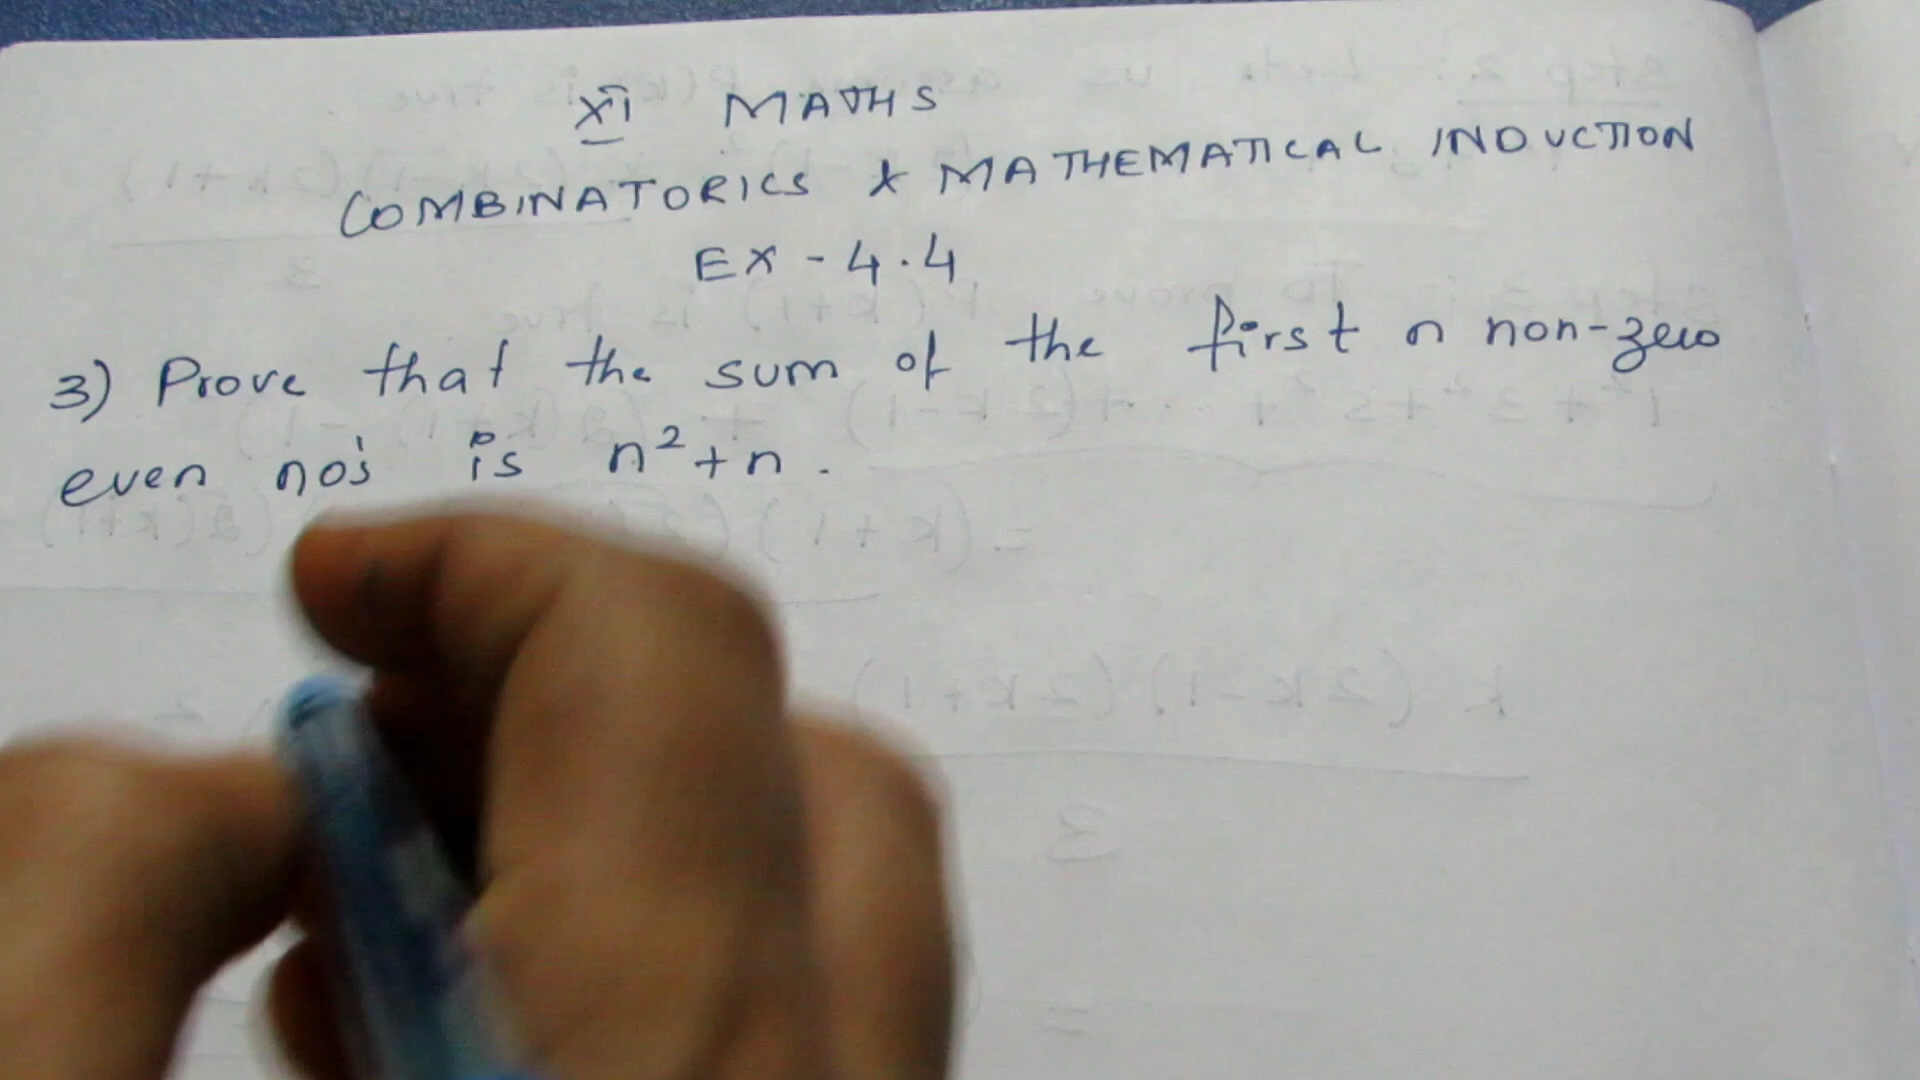 XI MATHS
COMBINATORICS & MATHEMATICAL INDUCTION
EX - 4.4
3) Prove that the sum of the first n non-zero
even no's is n²+n.